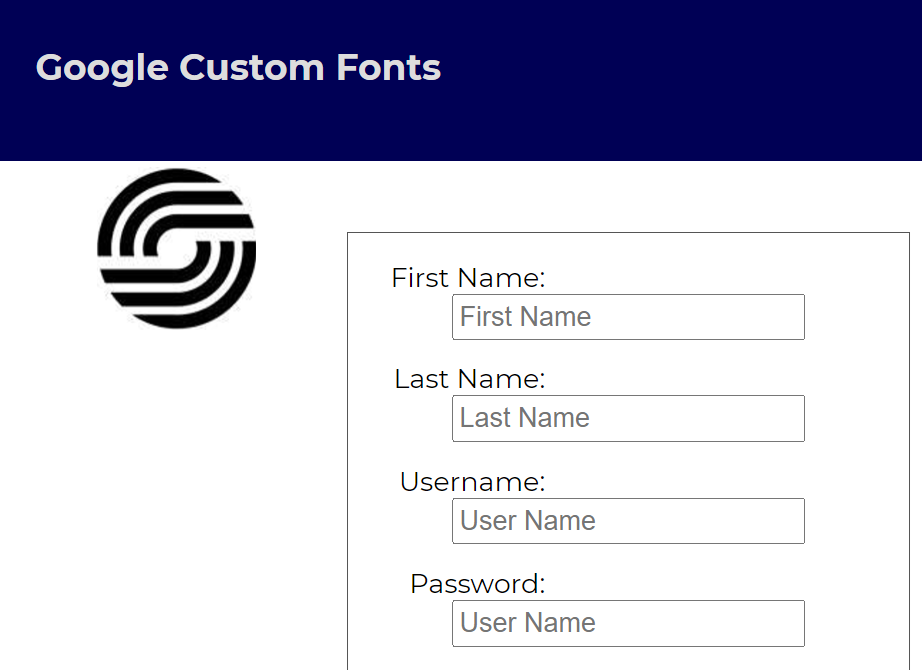 Google Custom Fonts
First Name:
First Name
Last Name:
Last Name
Username:
User Name
Password:
User Name